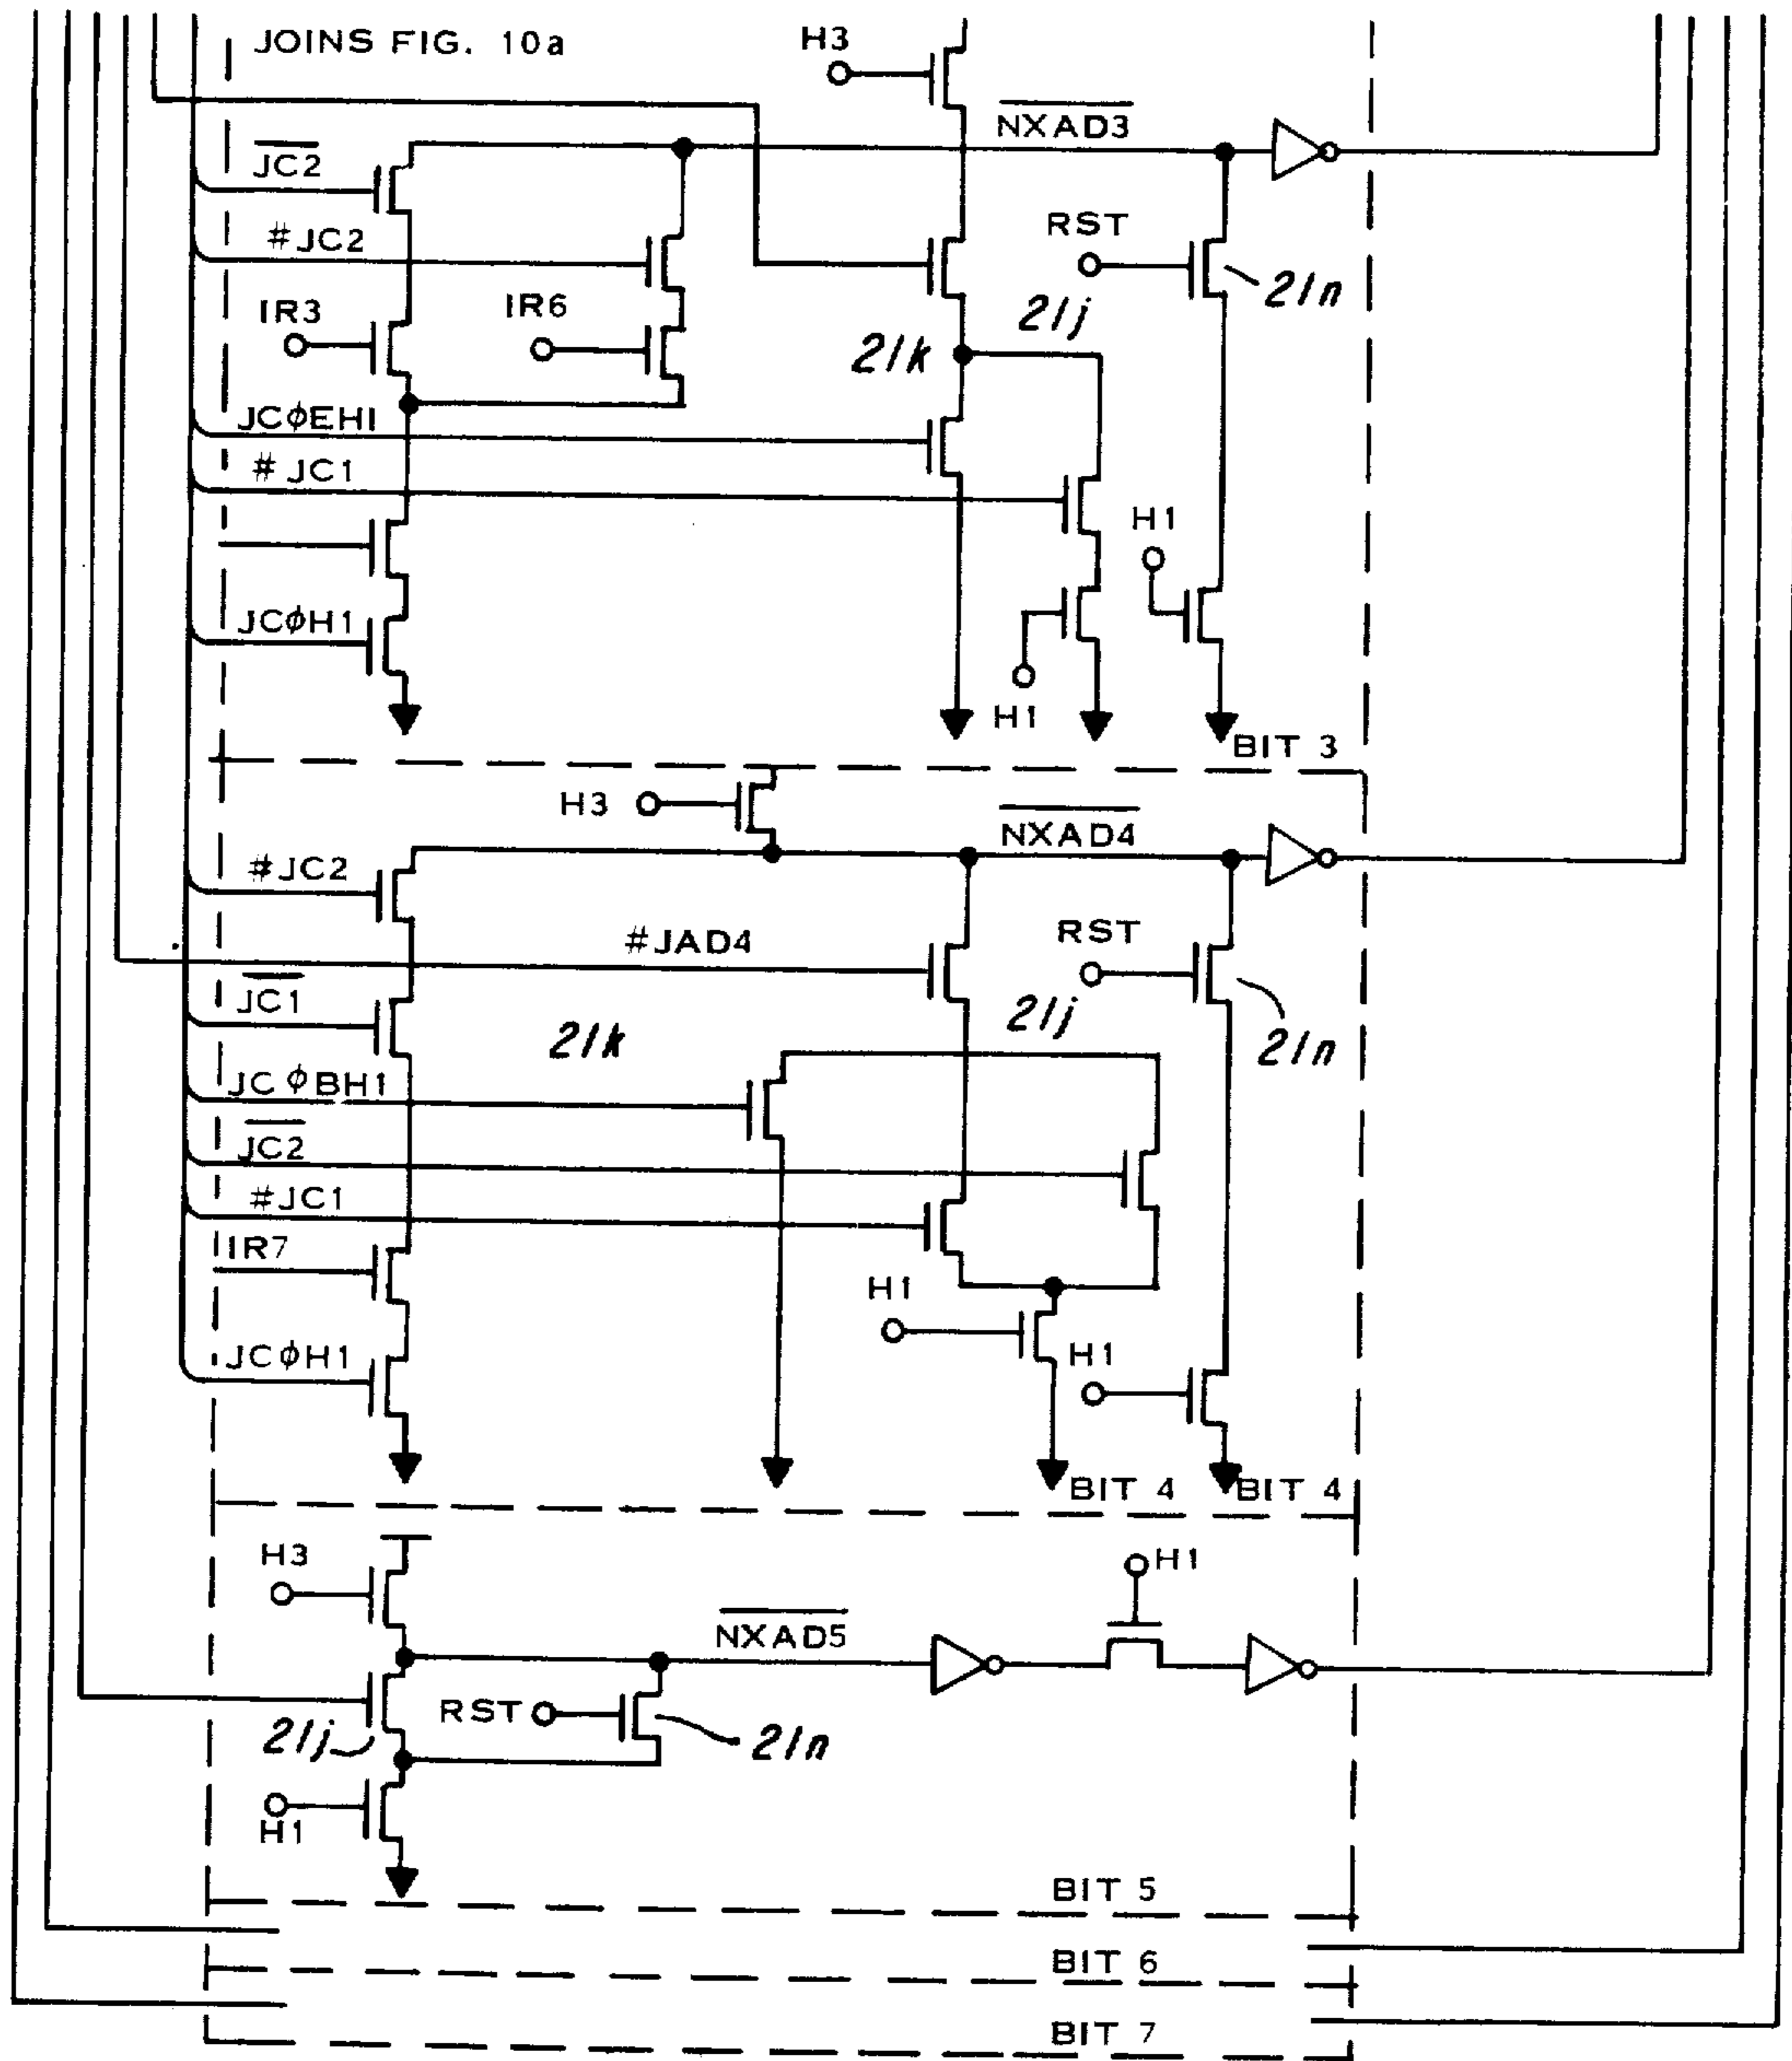 JOINS FIG. 10a
H3
NXAD3
JC2
#JC2
RST
21n
IR3
IR6
21j
21k
JCφEH1
#JC1
H1
JCφH1
H1
BIT 3
H3
NXAD4
#JC2
#JAD4
RST
JC1
21j
21k
21n
JCφBH1
JC2
#JC1
IR7
H1
JCφH1
H1
BIT 4
BIT 4
H3
H1
NXAD5
RST
21j
21n
H1
BIT 5
BIT 6
BIT 7